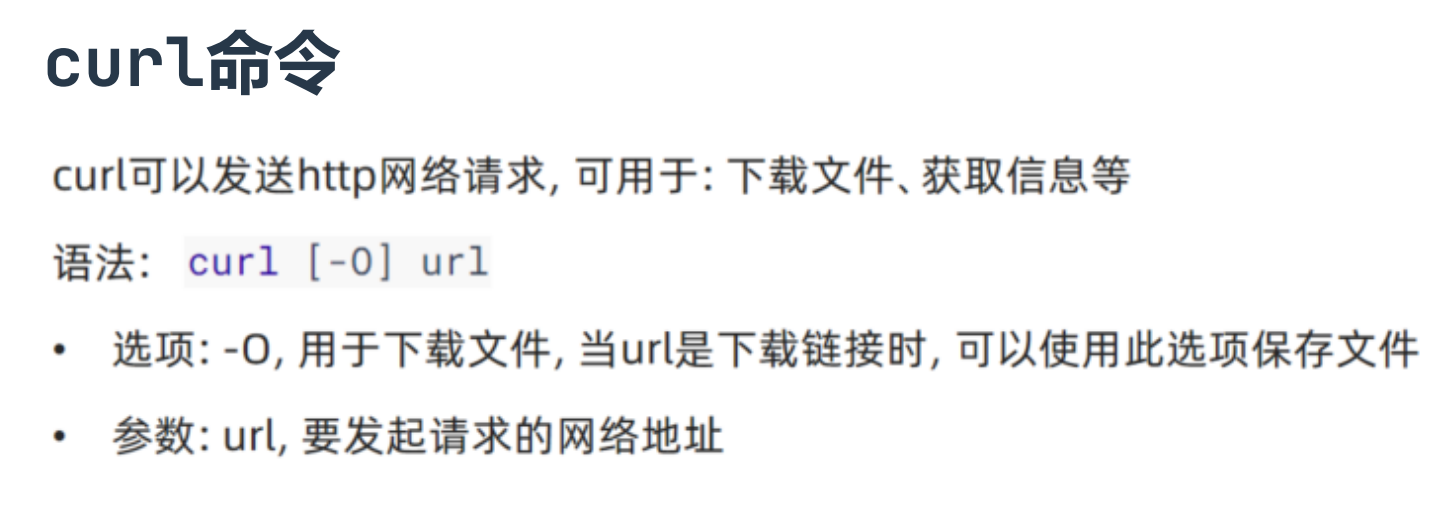 curl命令
curl可以发送http网络请求, 可用于: 下载文件、获取信息等
语法: curl [-O] url
• 选项: -O, 用于下载文件, 当url是下载链接时, 可以使用此选项保存文件
• 参数: url, 要发起请求的网络地址